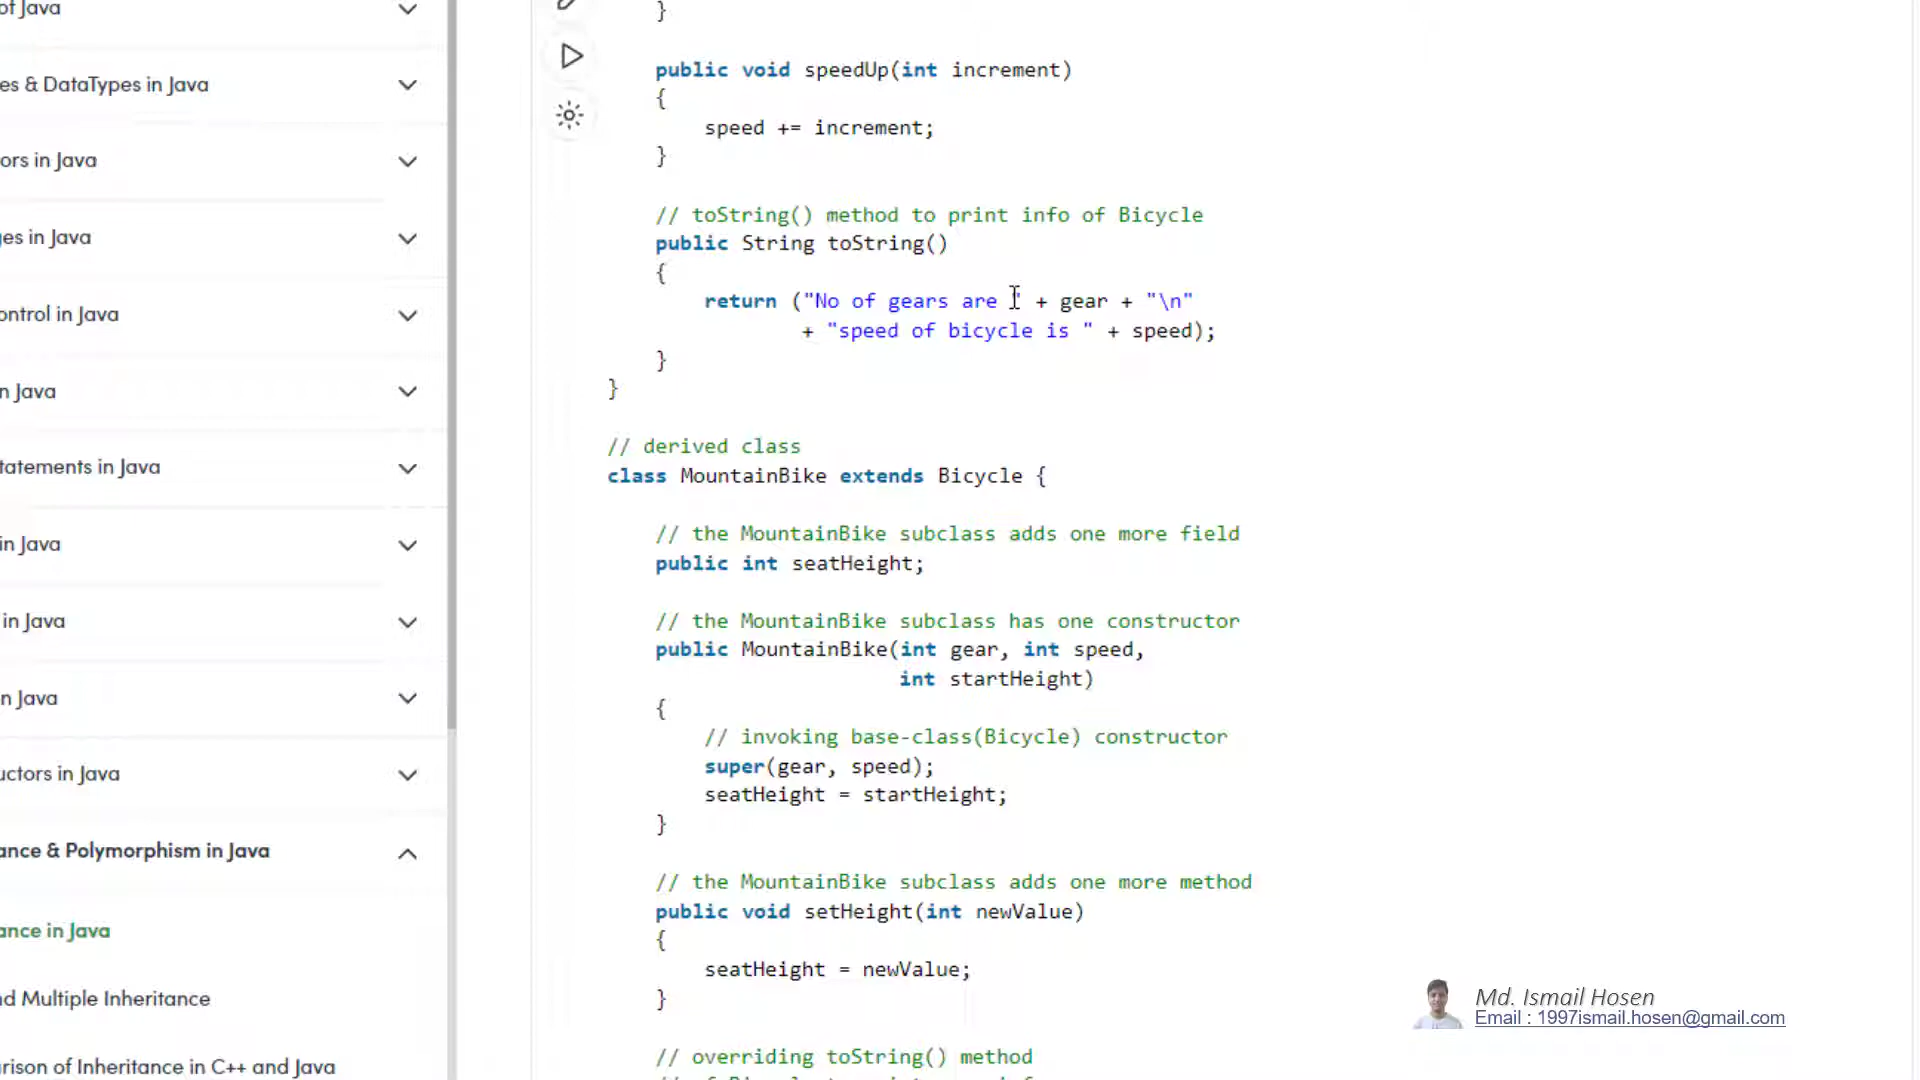 of Java
es & DataTypes in Java
ors in Java
ges in Java
ontrol in Java
n Java
tatements in Java
in Java
in Java
n Java
uctors in Java
ance & Polymorphism in Java
ance in Java
nd Multiple Inheritance
rison of Inheritance in C++ and Java
}
public void speedUp(int increment)
{
speed += increment;
}
// toString() method to print info of Bicycle
public String toString()
{
return ("No of gears are " + gear + "\n"
+ "speed of bicycle is " + speed);
}
}
// derived class
class MountainBike extends Bicycle {
// the MountainBike subclass adds one more field
public int seatHeight;
// the MountainBike subclass has one constructor
public MountainBike(int gear, int speed,
int startHeight)
{
// invoking base-class(Bicycle) constructor
super(gear, speed);
seatHeight = startHeight;
}
// the MountainBike subclass adds one more method
public void setHeight(int newValue)
{
seatHeight = newValue;
}
// overriding toString() method
Md. Ismail Hosen
Email : 1997ismail.hosen@gmail.com